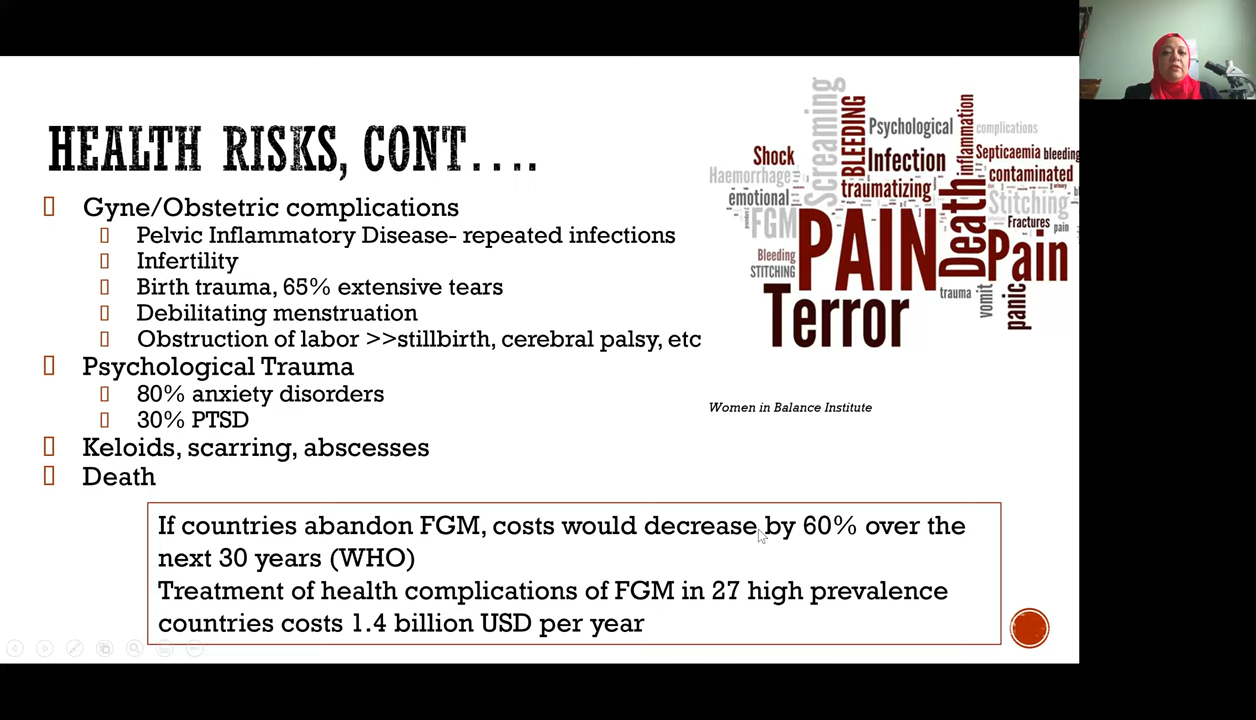 HEALTH RISKS, CONT....
Gyne/Obstetric complications
Pelvic Inflammatory Disease- repeated infections
Infertility
Birth trauma, 65% extensive tears
Debilitating menstruation
Obstruction of labor >>stillbirth, cerebral palsy, etc
Psychological Trauma
80% anxiety disorders
30% PTSD
Keloids, scarring, abscesses
Death
Screaming
BLEEDING
Psychological
inflammation
complications
Shock
Infection
Septicaemia
bleeding
Haemorrhage
traumatizing
contaminated
emotional
Death
Stitching
FGM
PAIN
Fractures
pain
Bleeding
Pain
STITCHING
Terror
trauma
vomit
panic
Women in Balance Institute
If countries abandon FGM, costs would decrease by 60% over the
next 30 years (WHO)
Treatment of health complications of FGM in 27 high prevalence
countries costs 1.4 billion USD per year